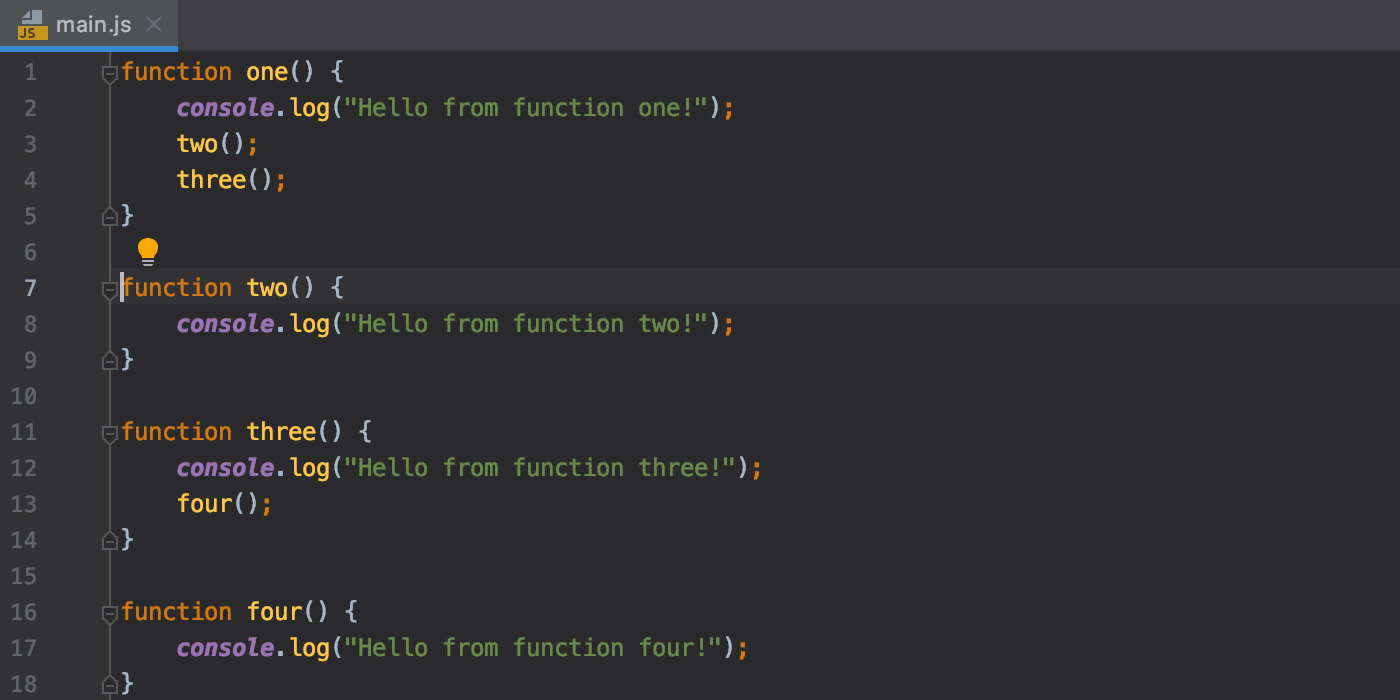 JS main.js
1 function one() {
2     console.log("Hello from function one!");
3     two();
4     three();
5 }
6
7 function two() {
8     console.log("Hello from function two!");
9 }
10
11 function three() {
12     console.log("Hello from function three!");
13     four();
14 }
15
16 function four() {
17     console.log("Hello from function four!");
18 }